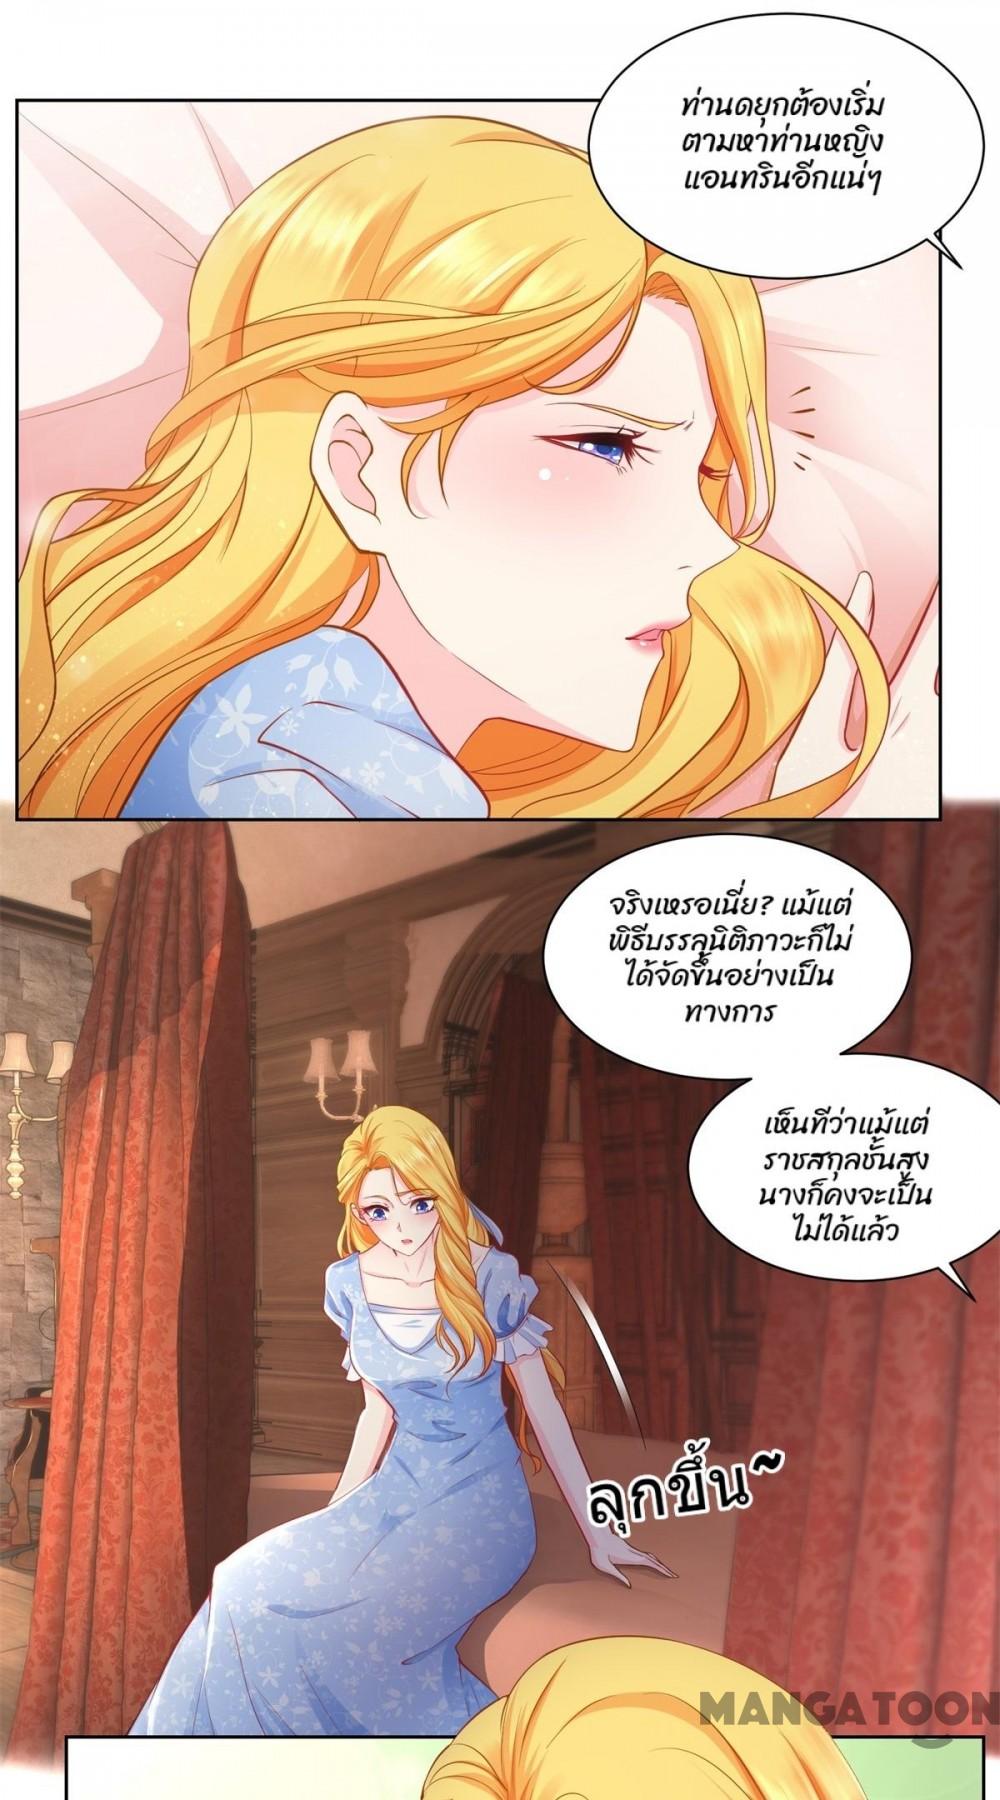 ท่านดยุกต้องเริ่ม
ตามหาท่านหญิง
แอนทรินอีกแน่ๆ
จริงเหรอเนี่ย? แม้แต่
พิธีบรรลุนิติภาวะก็ไม่
ได้จัดขึ้นอย่างเป็น
ทางการ
เห็นทีว่าแม้แต่
ราชสกุลชั้นสูง
นางก็คงจะเป็น
ไม่ได้แล้ว
ลุกขึ้น~
MANGATOON